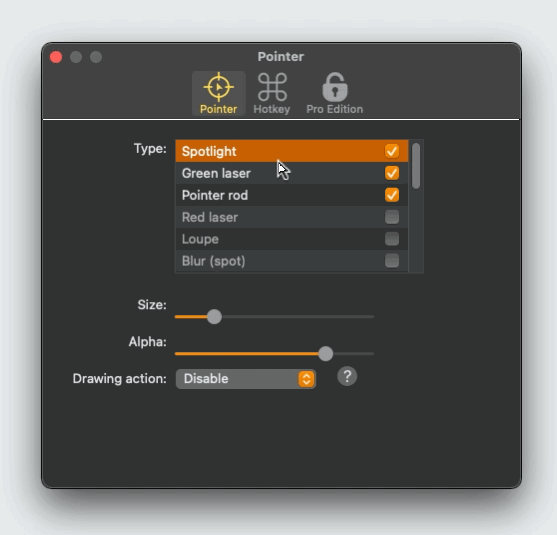 Pointer
Pointer Hotkey Pro Edition
Type:
Spotlight
Green laser
Pointer rod
Red laser
Loupe
Blur (spot)
Size:
Alpha:
Drawing action: Disable ?